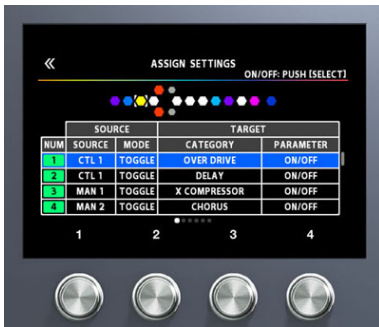 « ASSIGN SETTINGS
ON/OFF: PUSH [SELECT]
SOURCE TARGET
NUM SOURCE MODE CATEGORY PARAMETER
1 CTL 1 TOGGLE OVER DRIVE ON/OFF
2 CTL 1 TOGGLE DELAY ON/OFF
3 MAN 1 TOGGLE X COMPRESSOR ON/OFF
4 MAN 2 TOGGLE CHORUS ON/OFF
1 2 3 4